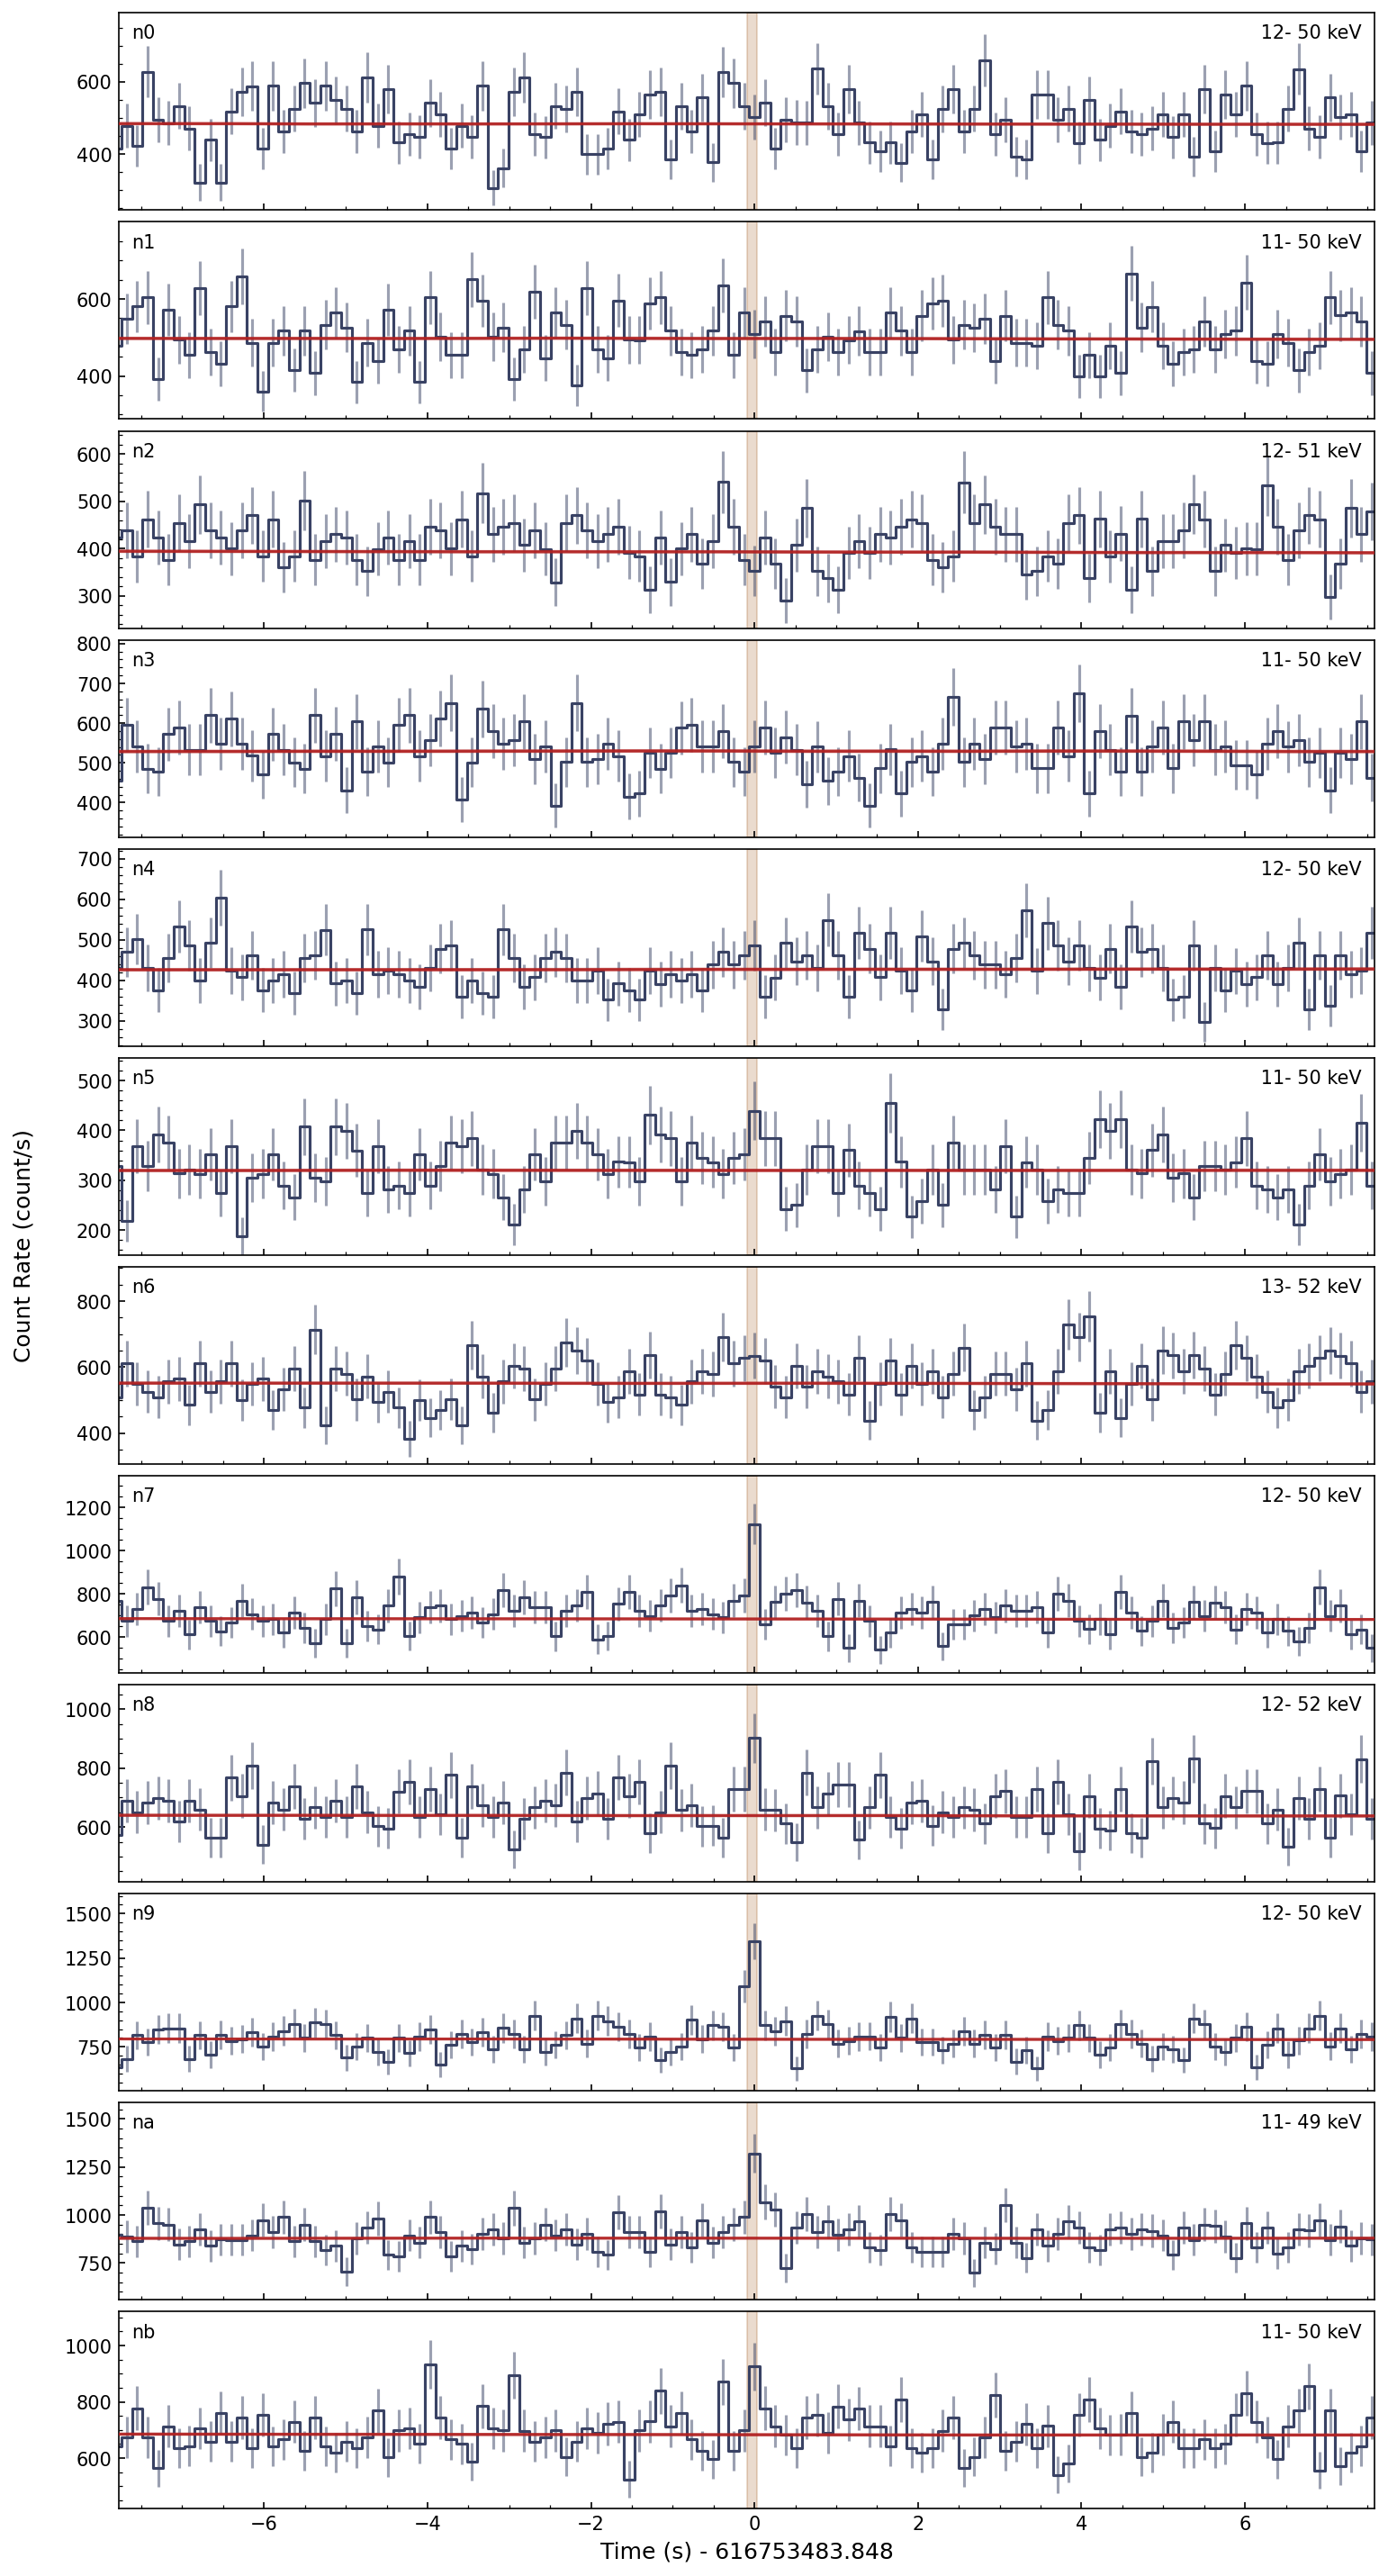 n0 12- 50 keV
600
400
n1 11- 50 keV
600
400
n2 12- 51 keV
600
500
400
300
n3 11- 50 keV
800
700
600
500
400
n4 12- 50 keV
700
600
500
400
300
n5 11- 50 keV
500
400
300
200
Count Rate (count/s)
n6 13- 52 keV
800
600
400
n7 12- 50 keV
1200
1000
800
600
n8 12- 52 keV
1000
800
600
n9 12- 50 keV
1500
1250
1000
750
na 11- 49 keV
1500
1250
1000
750
nb 11- 50 keV
1000
800
600
−6 −4 −2 0 2 4 6
Time (s) - 616753483.848